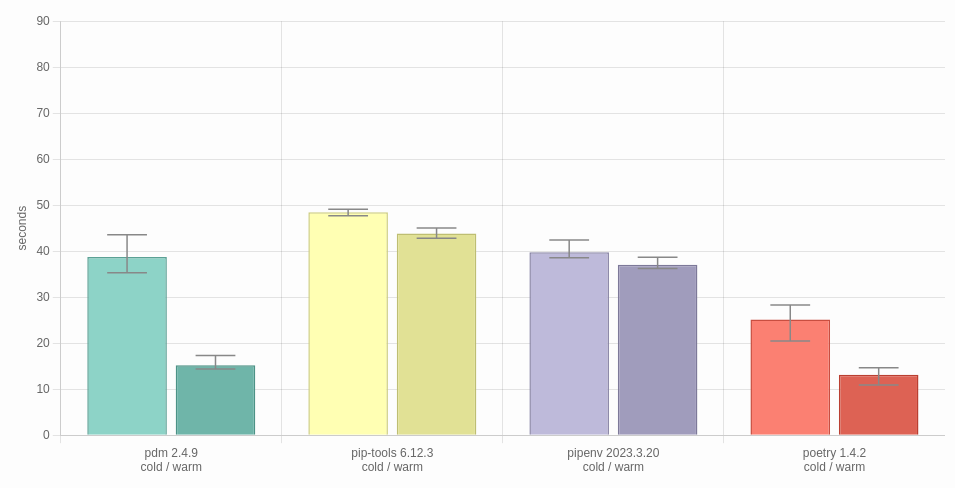 90
80
70
60
50
40
30
20
10
0
seconds
pdm 2.4.9
cold / warm
pip-tools 6.12.3
cold / warm
pipenv 2023.3.20
cold / warm
poetry 1.4.2
cold / warm